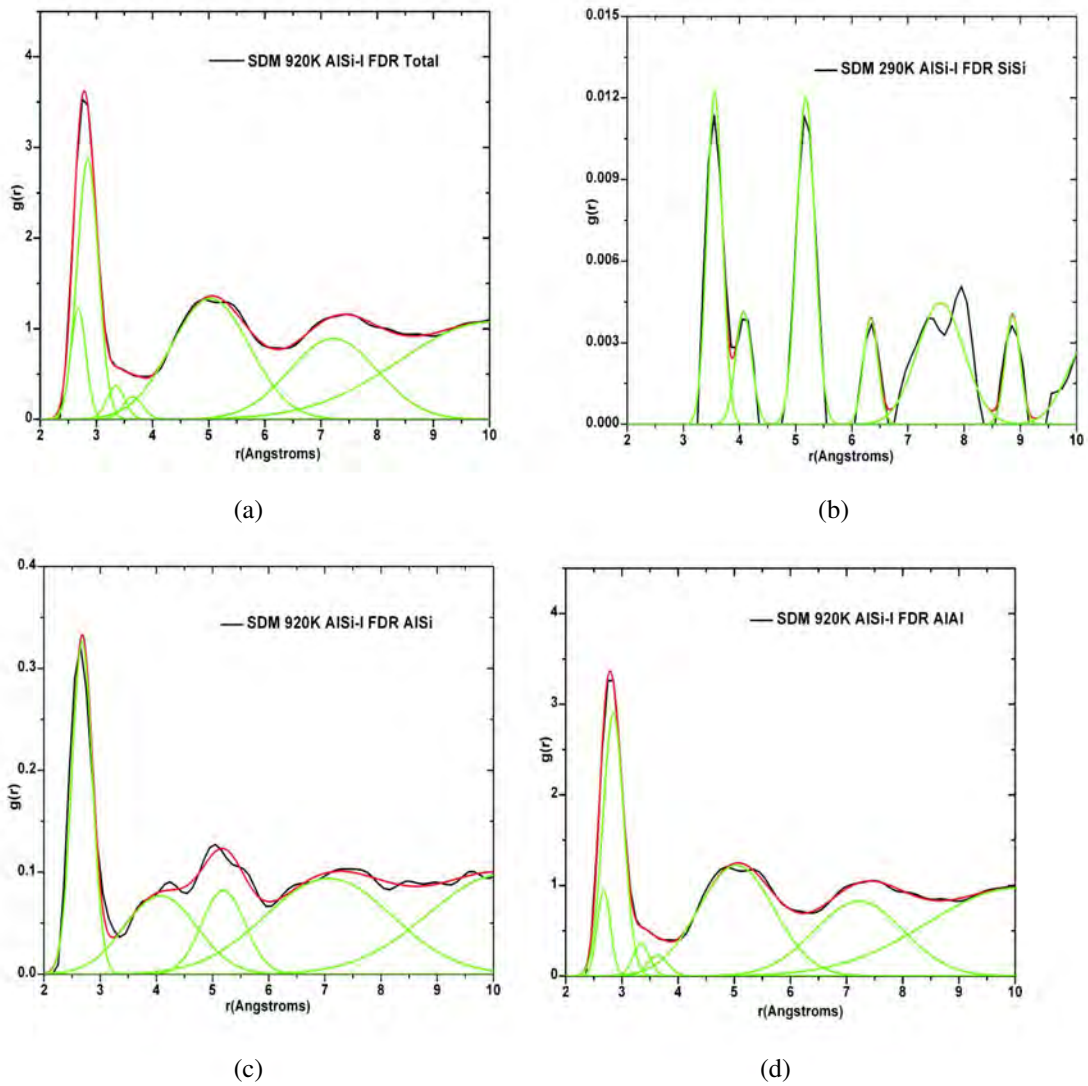 SDM 920K AlSi-I FDR Total
g(r)
4
3
2
1
0
2 3 4 5 6 7 8 9 10
r(Angstroms)
(a)
SDM 290K AlSi-I FDR SiSi
g(r)
0.015
0.012
0.009
0.006
0.003
0.000
2 3 4 5 6 7 8 9 10
r(Angstroms)
(b)
SDM 920K AlSi-I FDR AlSi
g(r)
0.4
0.3
0.2
0.1
0.0
2 3 4 5 6 7 8 9 10
r(Angstroms)
(c)
SDM 920K AlSi-I FDR AlAl
g(r)
4
3
2
1
0
2 3 4 5 6 7 8 9 10
r(Angstroms)
(d)